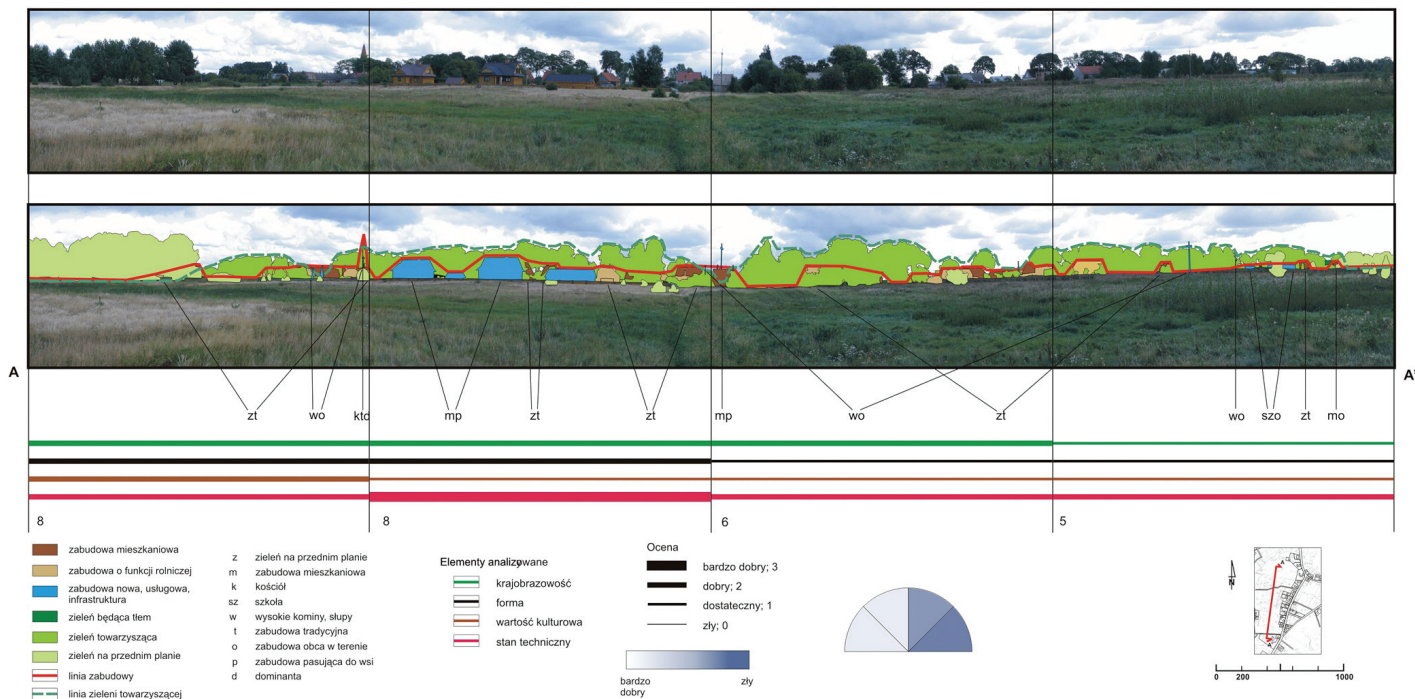 A
A'
zt
wo
ktd
mp
zt
zt
mp
wo
zt
wo
szo
zt
mo
8
8
6
5
zabudowa mieszkaniowa
zabudowa o funkcji rolniczej
zabudowa nowa, usługowa,
infrastruktura
zieleń będąca tłem
zieleń towarzysząca
zieleń na przednim planie
linia zabudowy
linia zieleni towarzyszącej
z zieleń na przednim planie
m zabudowa mieszkaniowa
k kościół
sz szkoła
w wysokie kominy, słupy
t zabudowa tradycyjna
o zabudowa obca w terenie
p zabudowa pasująca do wsi
d dominanta
Elementy analizowane
krajobrazowość
forma
wartość kulturowa
stan techniczny
Ocena
bardzo dobry; 3
dobry; 2
dostateczny; 1
zły; 0
bardzo
dobry
zły
N
A'
A
0 200 1000